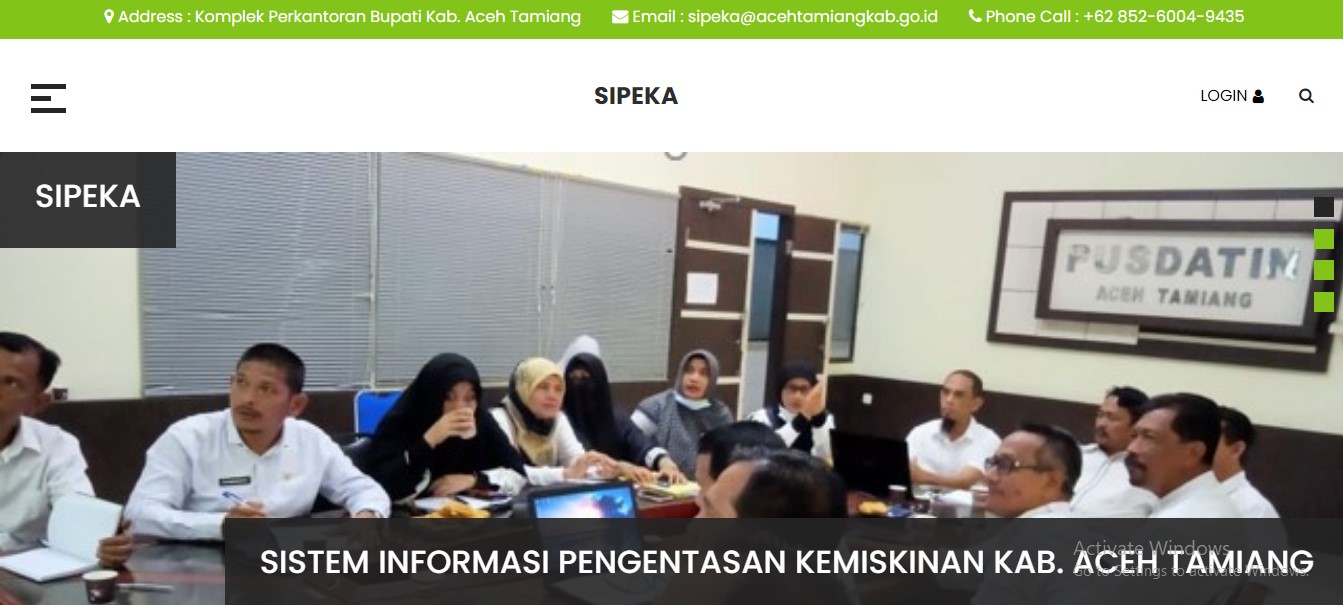 Address : Komplek Perkantoran Bupati Kab. Aceh Tamiang Email : sipeka@acehtamiangkab.go.id Phone Call : +62 852-6004-9435
SIPEKA
LOGIN
SIPEKA
PUSDATIN
ACEH TAMIANG
SISTEM INFORMASI PENGENTASAN KEMISKINAN KAB. ACEH TAMIANG
Activate Windows
Go to Settings to activate Windows.